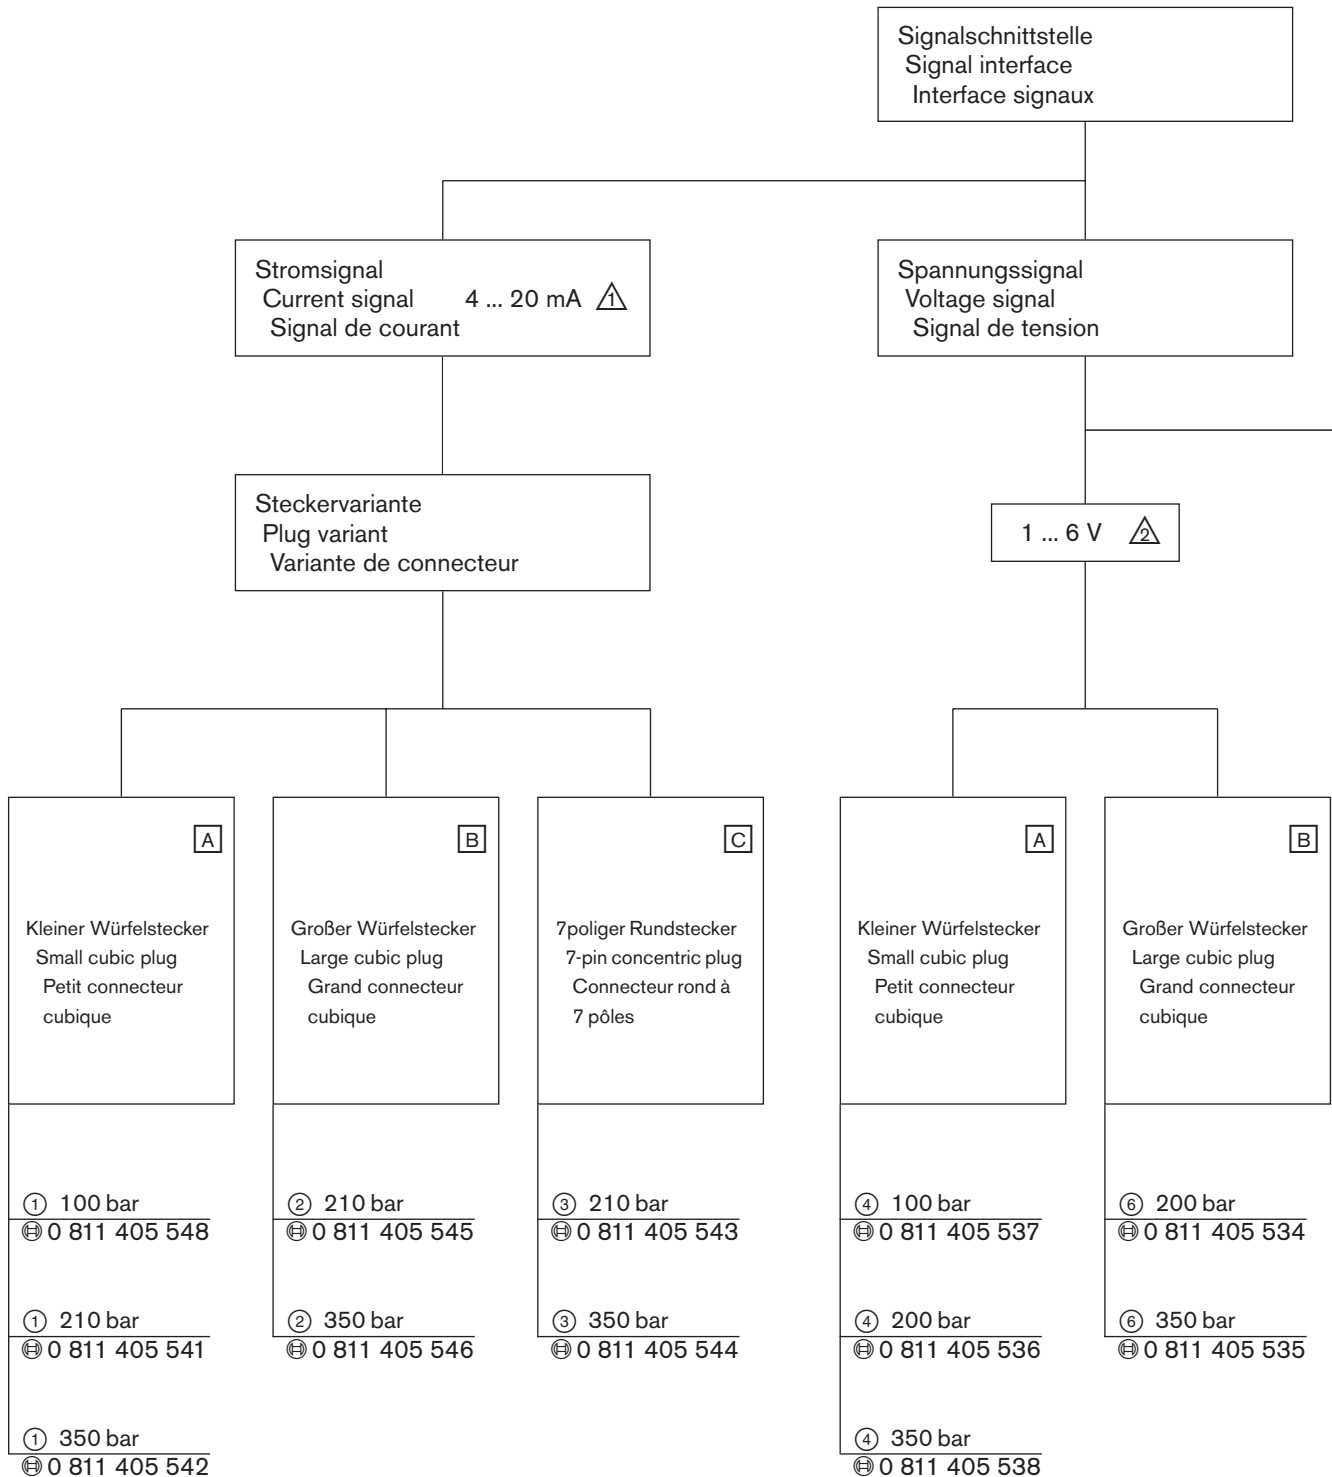 Signalschnittstelle
Signal interface
Interface signaux
Stromsignal
Current signal 4 ... 20 mA 1
Signal de courant
Spannungssignal
Voltage signal
Signal de tension
Steckervariante
Plug variant
Variante de connecteur
1 ... 6 V 2
A
Kleiner Würfelstecker
Small cubic plug
Petit connecteur
cubique
① 100 bar
0 811 405 548
① 210 bar
0 811 405 541
① 350 bar
0 811 405 542
B
Großer Würfelstecker
Large cubic plug
Grand connecteur
cubique
② 210 bar
0 811 405 545
② 350 bar
0 811 405 546
C
7poliger Rundstecker
7-pin concentric plug
Connecteur rond à
7 pôles
③ 210 bar
0 811 405 543
③ 350 bar
0 811 405 544
A
Kleiner Würfelstecker
Small cubic plug
Petit connecteur
cubique
④ 100 bar
0 811 405 537
④ 200 bar
0 811 405 536
④ 350 bar
0 811 405 538
B
Großer Würfelstecker
Large cubic plug
Grand connecteur
cubique
⑥ 200 bar
0 811 405 534
⑥ 350 bar
0 811 405 535